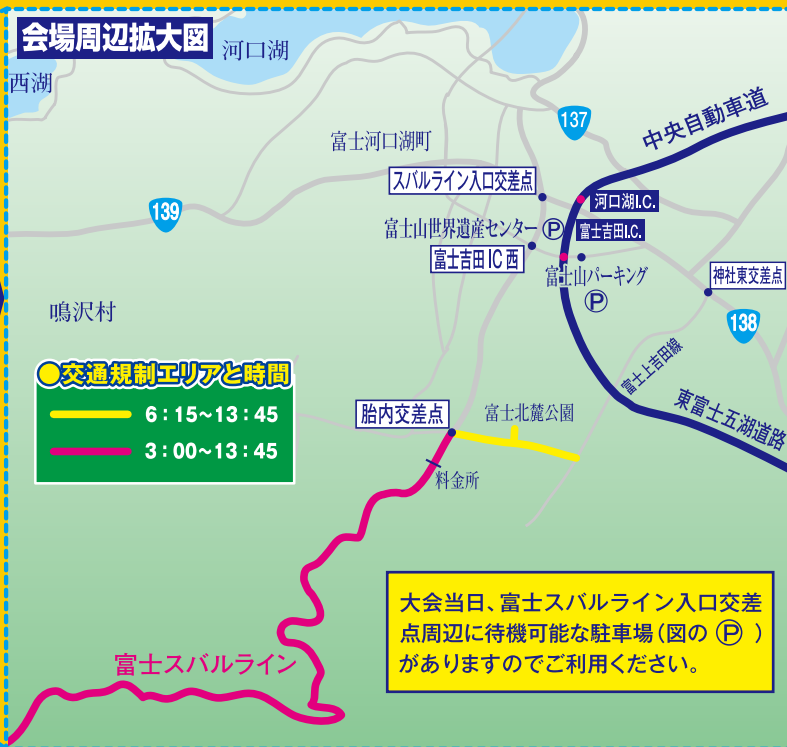 会場周辺拡大図
河口湖
西湖
137
中央自動車道
富士河口湖町
スバルライン入口交差点
河口湖I.C.
139
富士山世界遺産センター Ⓟ
富士吉田I.C.
富士吉田IC西
富士山パーキング
Ⓟ
神社東交差点
鳴沢村
138
富士上吉田線
●交通規制エリアと時間
6：15〜13：45
3：00〜13：45
東富士五湖道路
胎内交差点
富士北麓公園
料金所
大会当日、富士スバルライン入口交差
点周辺に待機可能な駐車場（図の Ⓟ ）
がありますのでご利用ください。
富士スバルライン